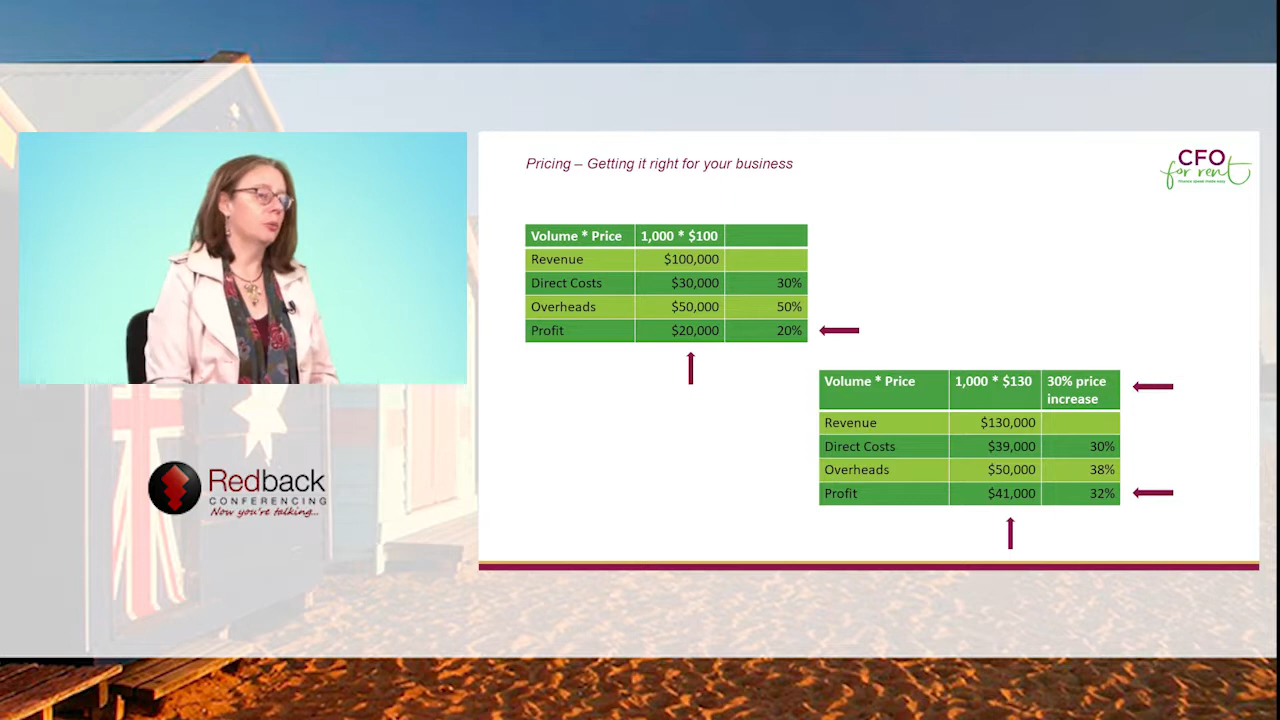 Pricing – Getting it right for your business
CFO
for rent
Volume * Price 1,000 * $100
Revenue $100,000
Direct Costs $30,000 30%
Overheads $50,000 50%
Profit $20,000 20%
Volume * Price 1,000 * $130 30% price
increase
Revenue $130,000
Direct Costs $39,000 30%
Overheads $50,000 38%
Profit $41,000 32%
Redback
CONFERENCING
Now you're talking...